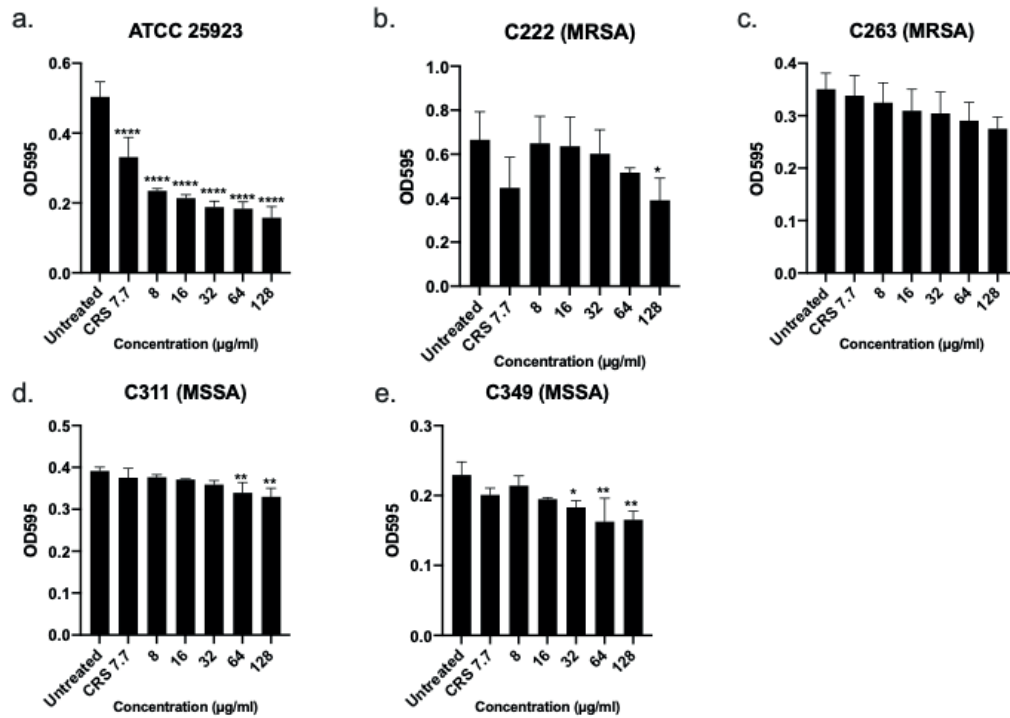 a.
ATCC 25923
OD595
0.6
0.4
0.2
0.0
****
****
****
****
****
****
Untreated
CRS 7.7
8
16
32
64
128
Concentration (µg/ml)
b.
C222 (MRSA)
OD595
1.0
0.8
0.6
0.4
0.2
0.0
*
Untreated
CRS 7.7
8
16
32
64
128
Concentration (µg/ml)
c.
C263 (MRSA)
OD595
0.4
0.3
0.2
0.1
0.0
Untreated
CRS 7.7
8
16
32
64
128
Concentration (µg/ml)
d.
C311 (MSSA)
OD595
0.5
0.4
0.3
0.2
0.1
0.0
**
**
Untreated
CRS 7.7
8
16
32
64
128
Concentration (µg/ml)
e.
C349 (MSSA)
OD595
0.3
0.2
0.1
0.0
*
**
**
Untreated
CRS 7.7
8
16
32
64
128
Concentration (µg/ml)